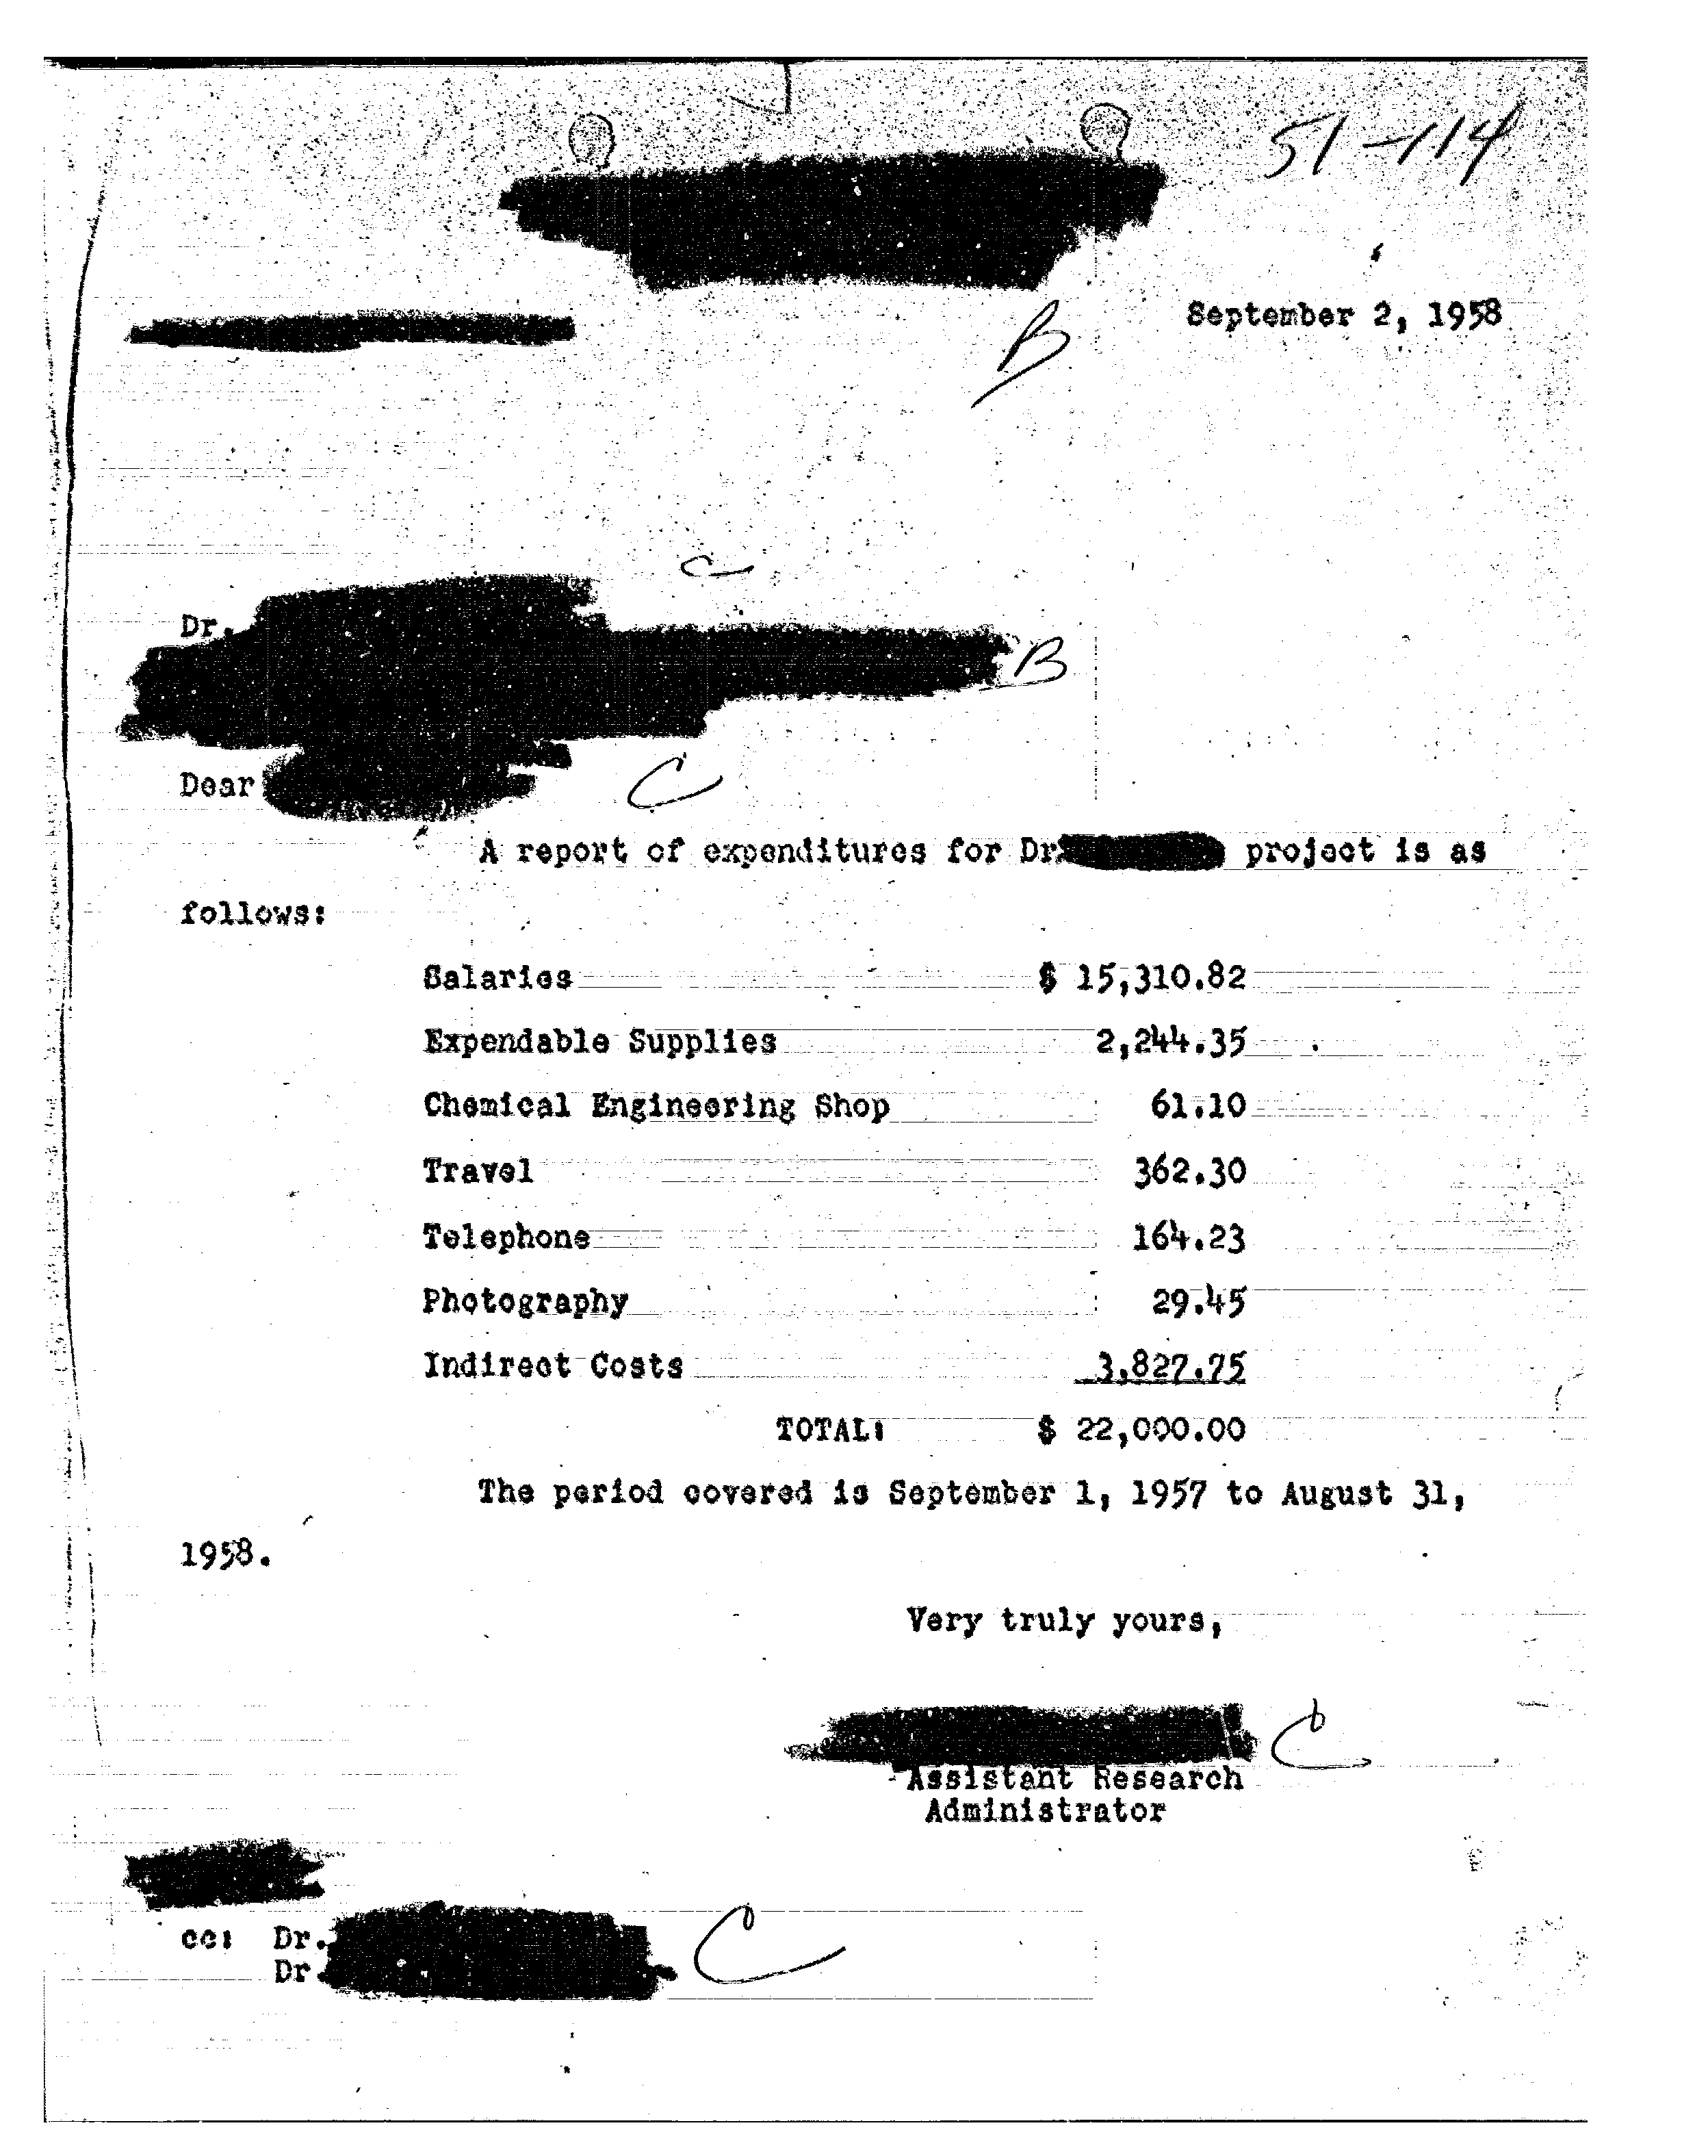 51-114
September 2, 1958
B
C
Dr.
B
Dear
C
A report of expenditures for Dr. project is as
follows:
Salaries $ 15,310.82
Expendable Supplies 2,244.35
Chemical Engineering Shop 61.10
Travel 362.30
Telephone 164.23
Photography 29.45
Indirect Costs 3,827.75
TOTAL: $ 22,000.00
The period covered is September 1, 1957 to August 31,
1958.
Very truly yours,
C
Assistant Research
Administrator
cc: Dr.
C
Dr.